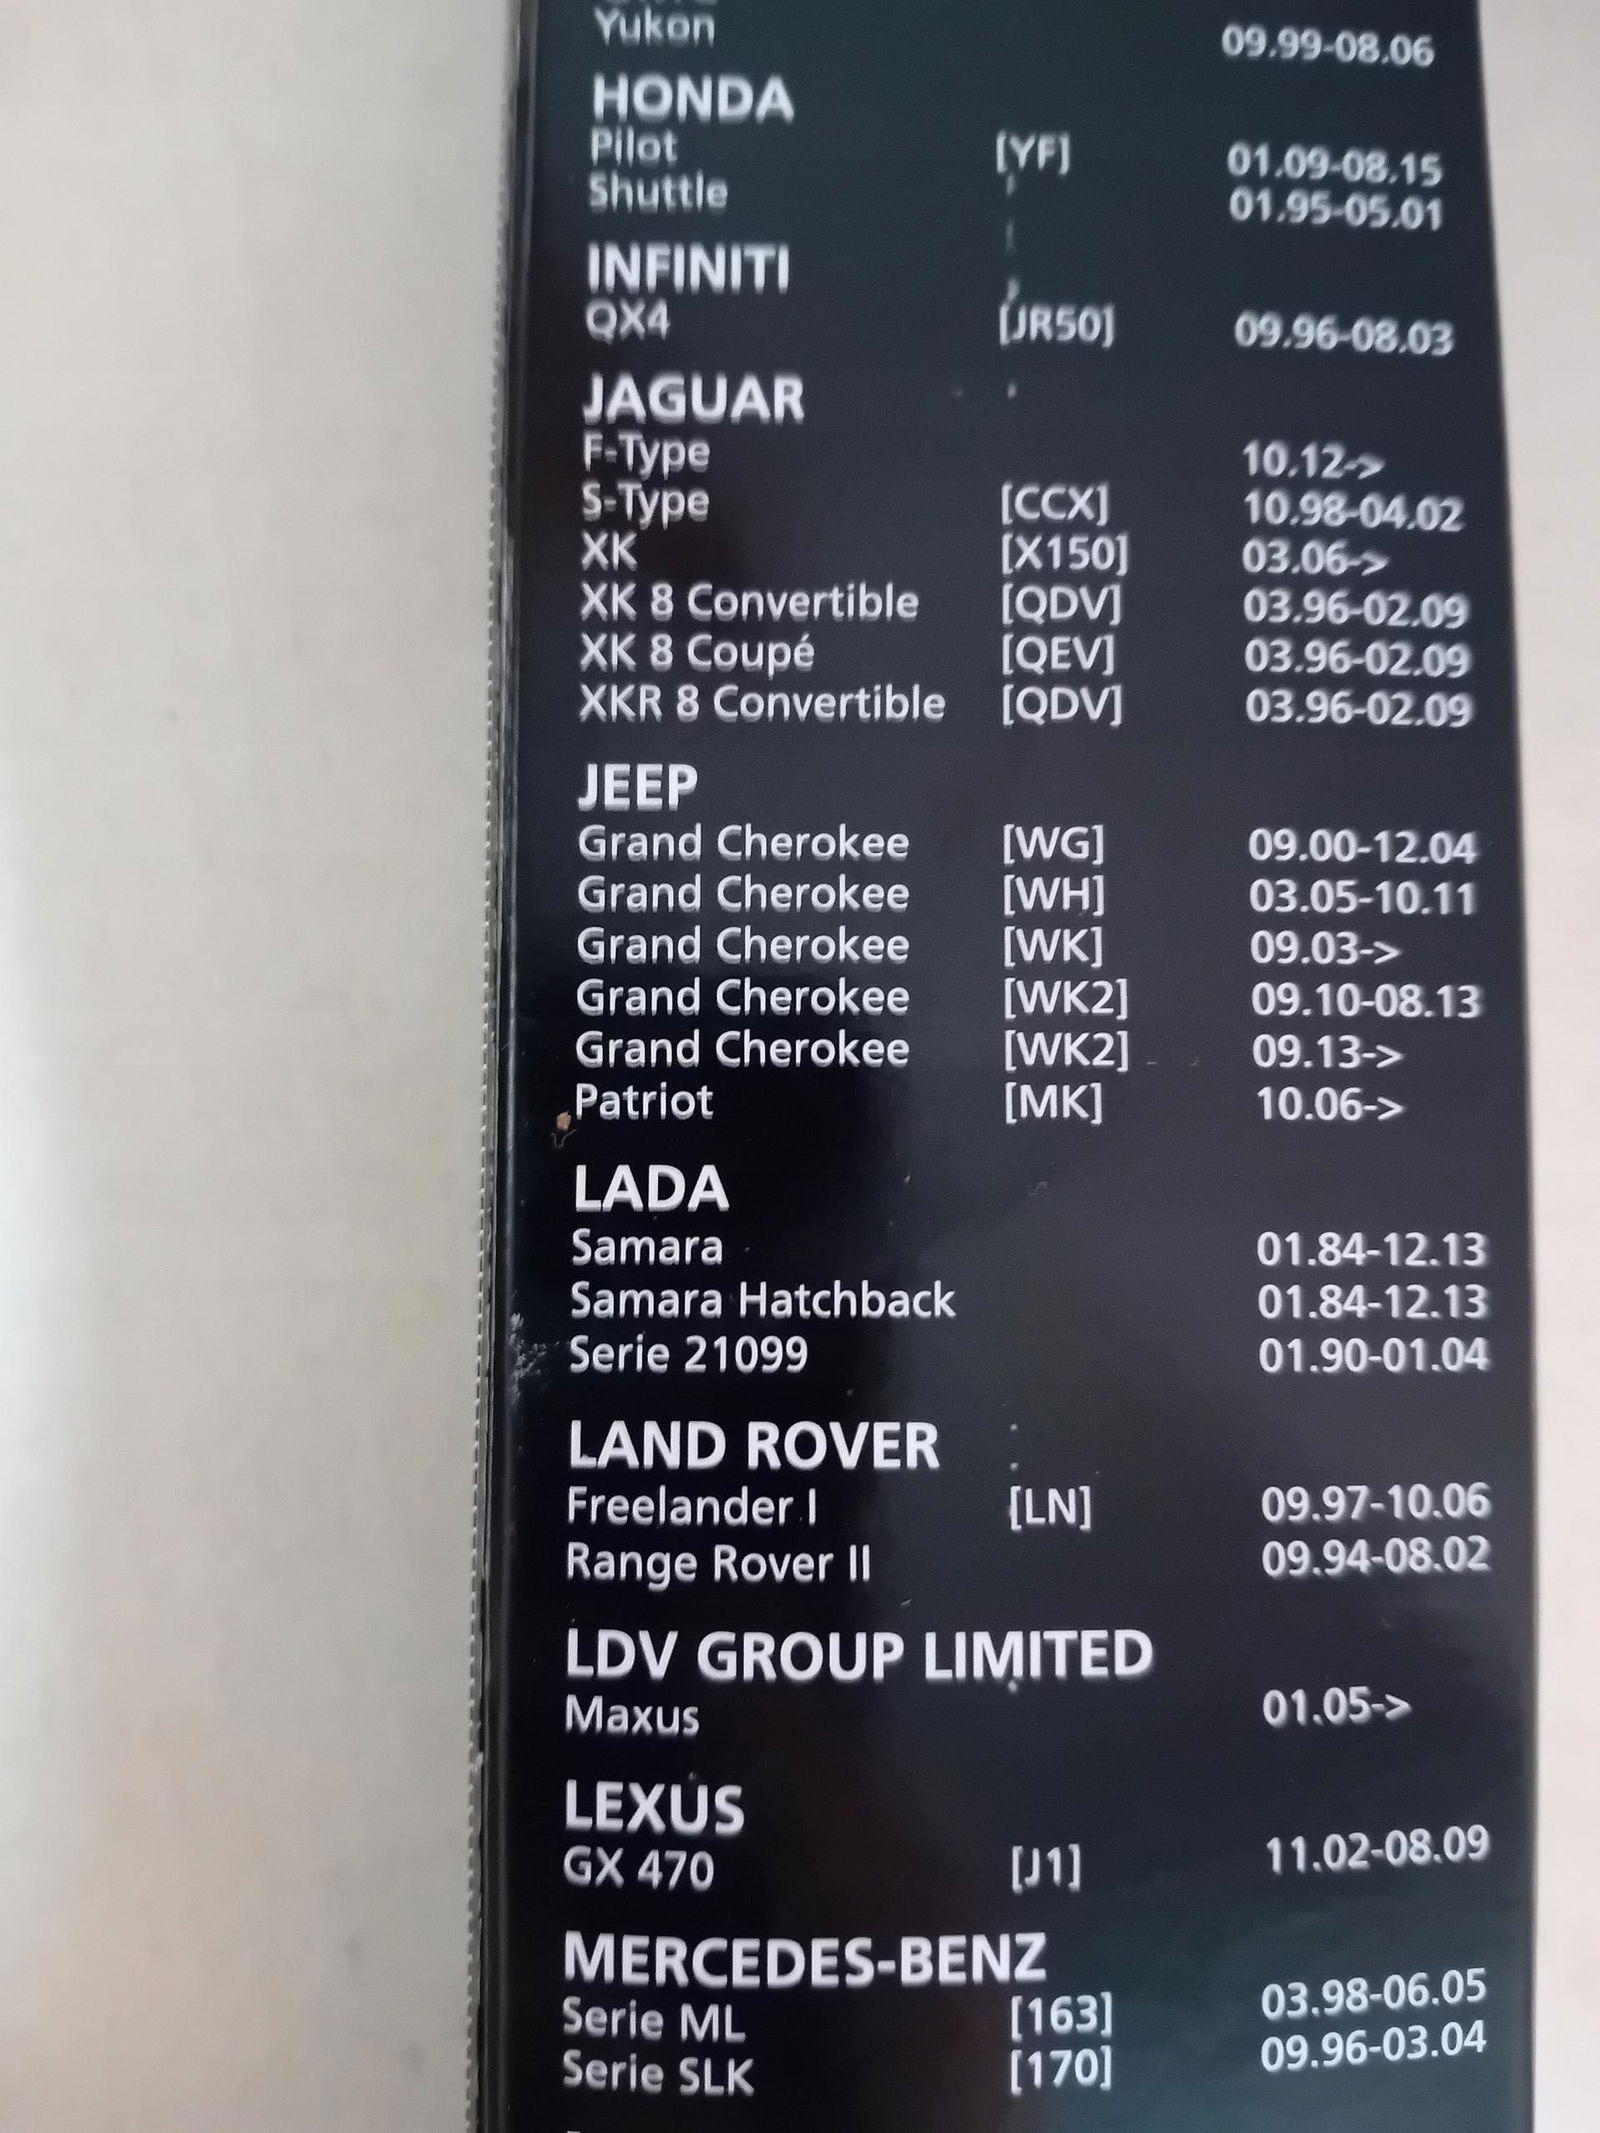 Yukon 09.99-08.06
HONDA
Pilot [YF] 01.09-08.15
Shuttle 01.95-05.01
INFINITI
QX4 [JR50] 09.96-08.03
JAGUAR
F-Type 10.12->
S-Type [CCX] 10.98-04.02
XK [X150] 03.06->
XK 8 Convertible [QDV] 03.96-02.09
XK 8 Coupé [QEV] 03.96-02.09
XKR 8 Convertible [QDV] 03.96-02.09
JEEP
Grand Cherokee [WG] 09.00-12.04
Grand Cherokee [WH] 03.05-10.11
Grand Cherokee [WK] 09.03->
Grand Cherokee [WK2] 09.10-08.13
Grand Cherokee [WK2] 09.13->
Patriot [MK] 10.06->
LADA
Samara 01.84-12.13
Samara Hatchback 01.84-12.13
Serie 21099 01.90-01.04
LAND ROVER
Freelander I [LN] 09.97-10.06
Range Rover II 09.94-08.02
LDV GROUP LIMITED
Maxus 01.05->
LEXUS
GX 470 [J1] 11.02-08.09
MERCEDES-BENZ
Serie ML [163] 03.98-06.05
Serie SLK [170] 09.96-03.04